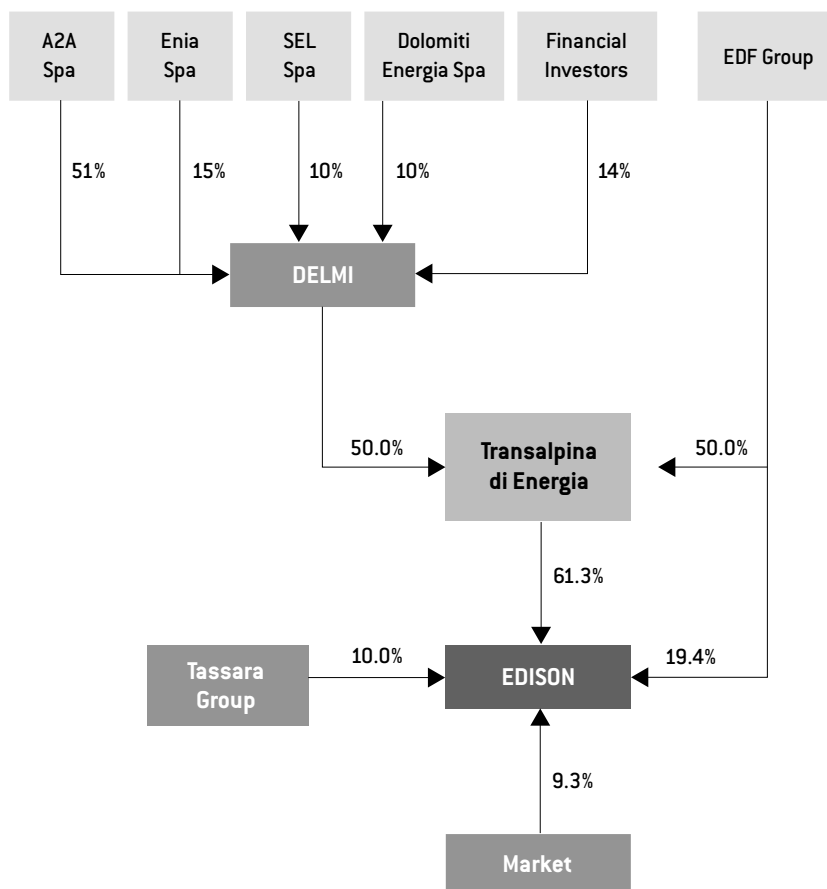 A2A
Spa
Enia
Spa
SEL
Spa
Dolomiti
Energia Spa
Financial
Investors
EDF Group
51%
15%
10%
10%
14%
DELMI
50.0%
Transalpina
di Energia
50.0%
61.3%
Tassara
Group
10.0%
EDISON
19.4%
9.3%
Market